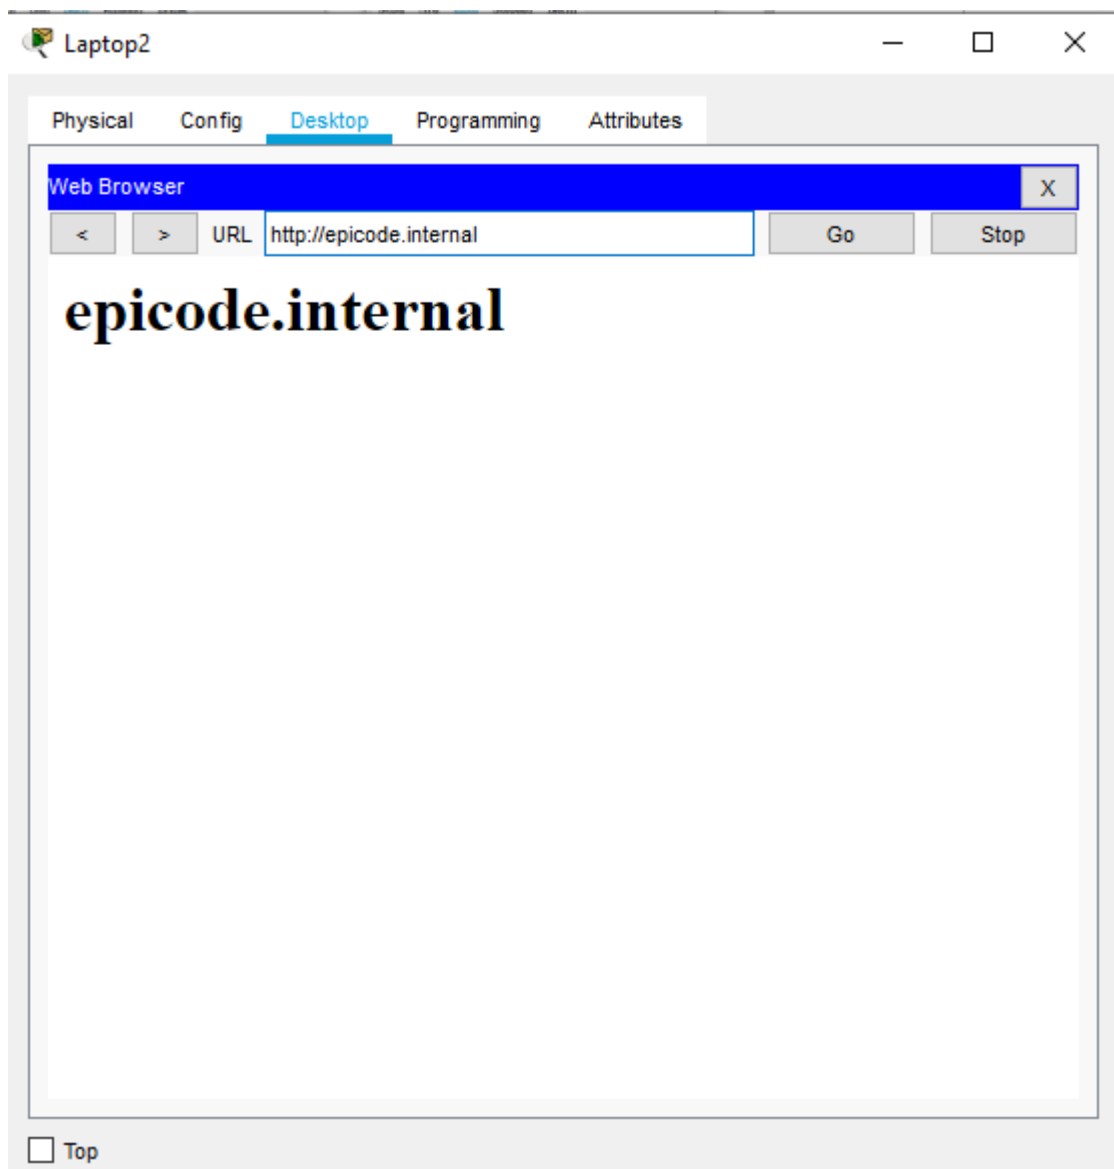 Laptop2
Physical Config Desktop Programming Attributes
Web Browser X
< > URL http://epicode.internal Go Stop
epicode.internal
Top